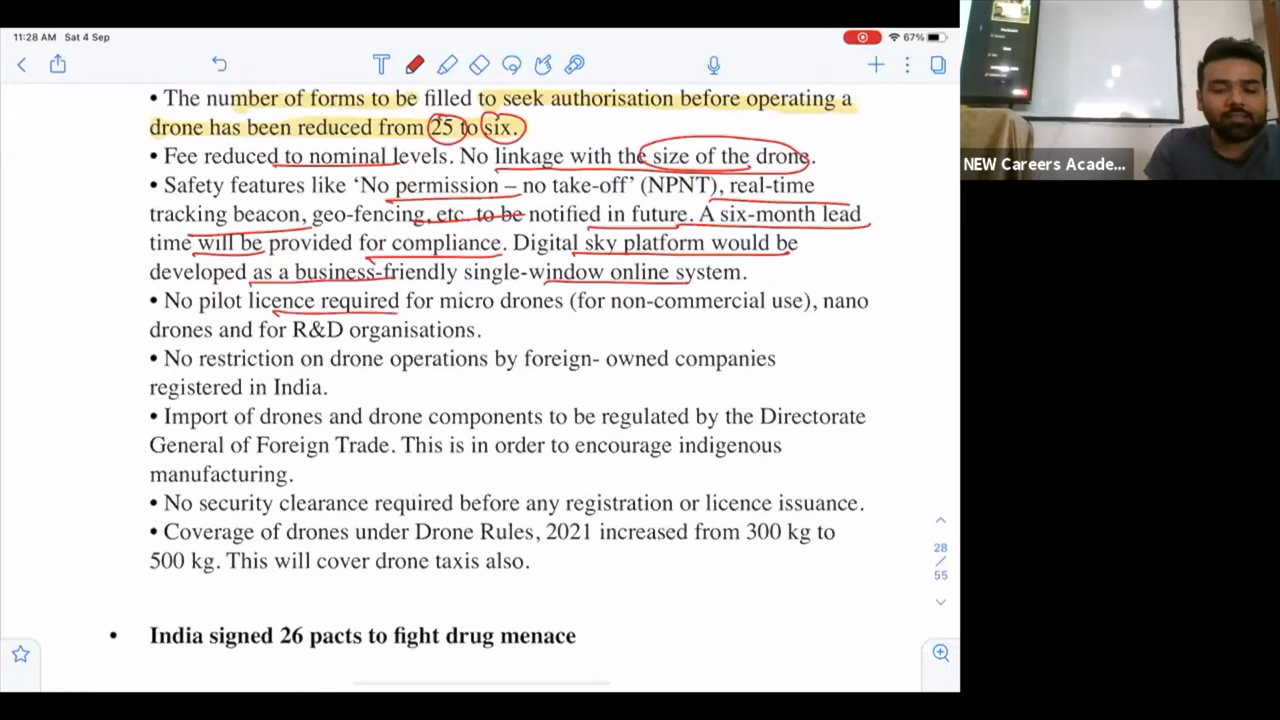 11:28 AM Sat 4 Sep
67%
• The number of forms to be filled to seek authorisation before operating a
drone has been reduced from 25 to six.
• Fee reduced to nominal levels. No linkage with the size of the drone.
• Safety features like ‘No permission – no take-off’ (NPNT), real-time
tracking beacon, geo-fencing, etc. to be notified in future. A six-month lead
time will be provided for compliance. Digital sky platform would be
developed as a business-friendly single-window online system.
• No pilot licence required for micro drones (for non-commercial use), nano
drones and for R&D organisations.
• No restriction on drone operations by foreign- owned companies
registered in India.
• Import of drones and drone components to be regulated by the Directorate
General of Foreign Trade. This is in order to encourage indigenous
manufacturing.
• No security clearance required before any registration or licence issuance.
• Coverage of drones under Drone Rules, 2021 increased from 300 kg to
500 kg. This will cover drone taxis also.
• India signed 26 pacts to fight drug menace
28
/
55
NEW Careers Acade...